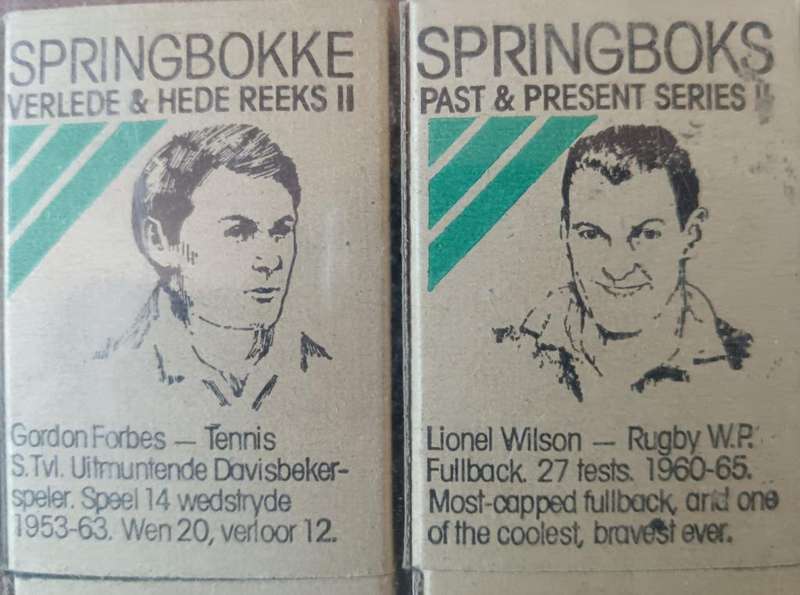 SPRINGBOKKE
VERLEDE & HEDE REEKS II
Gordon Forbes — Tennis
S.Tvl. Uitmuntende Davisbeker-
speler. Speel 14 wedstryde
1953-63. Wen 20, verloor 12.
SPRINGBOKS
PAST & PRESENT SERIES II
Lionel Wilson — Rugby W.P.
Fullback. 27 tests. 1960-65.
Most-capped fullback, and one
of the coolest, bravest ever.